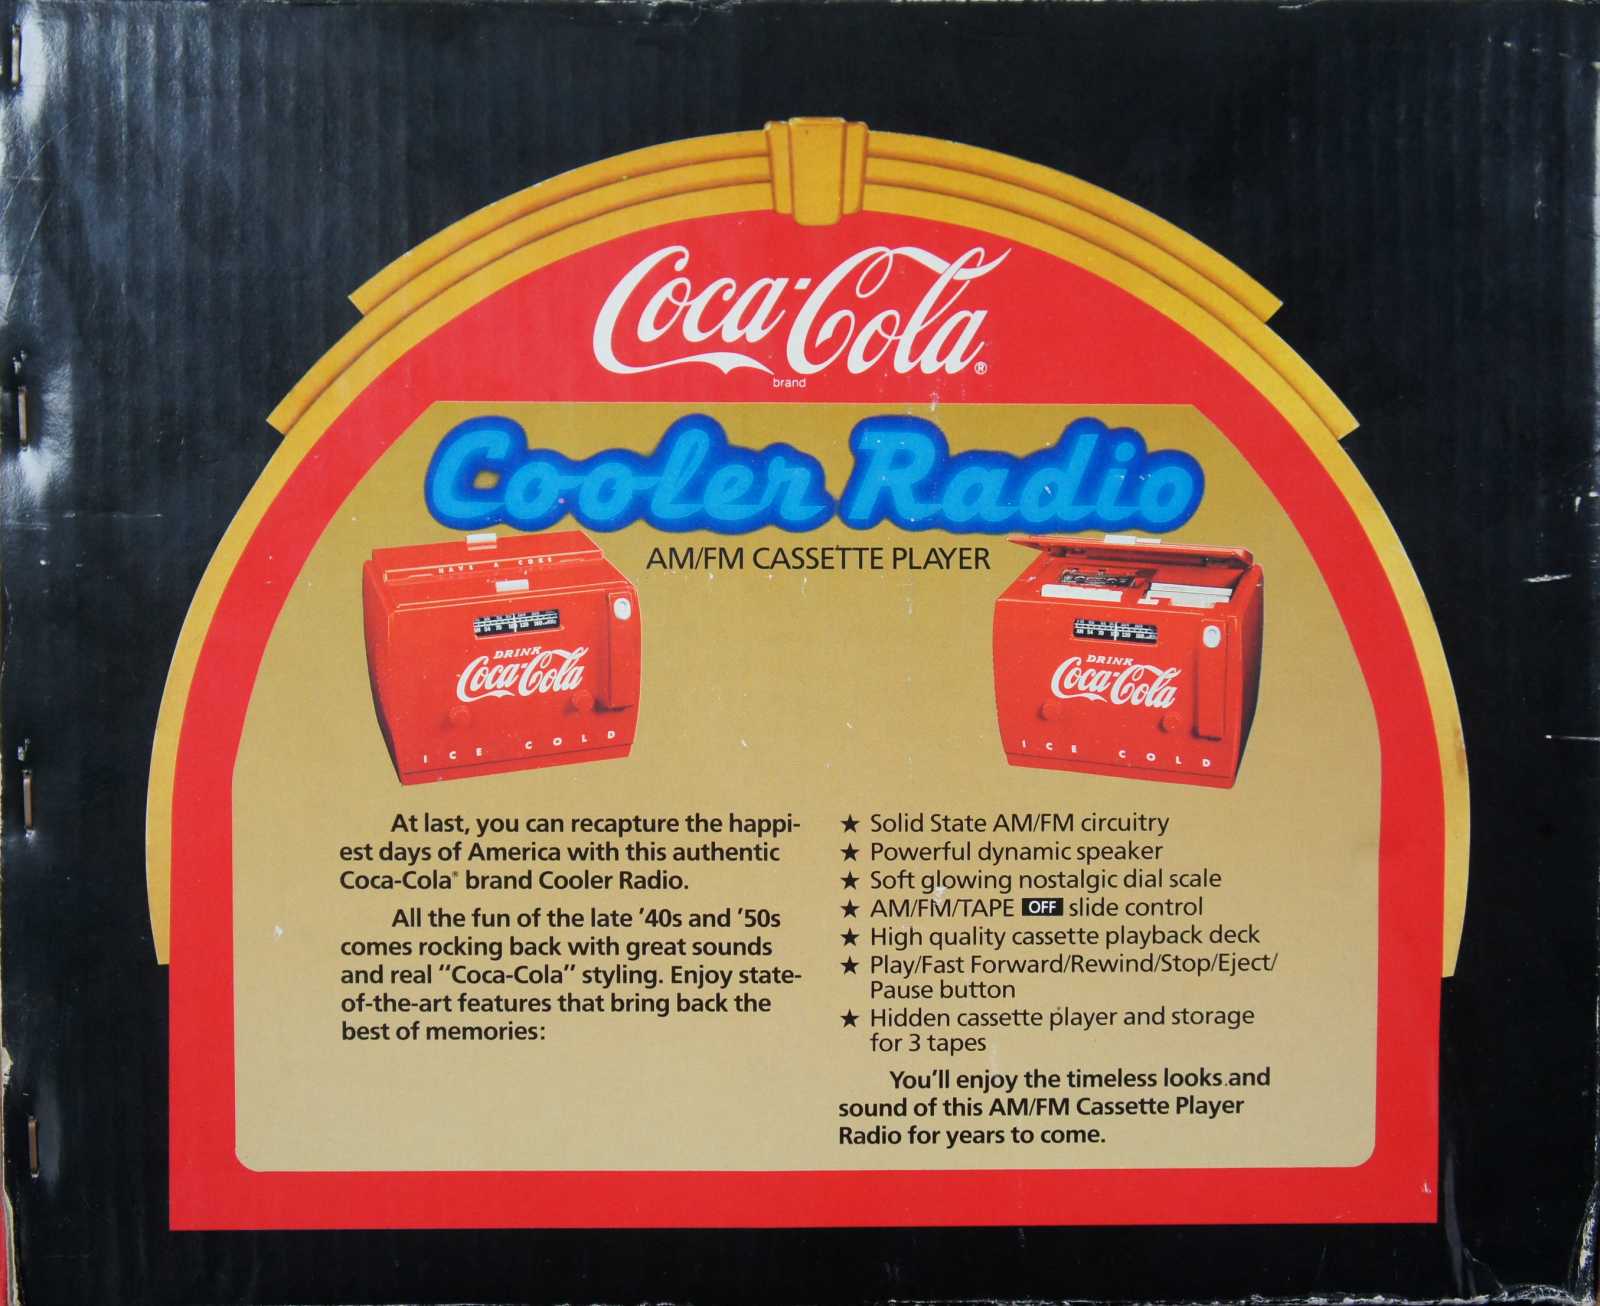 Coca-Cola®
brand
Cooler Radio
AM/FM CASSETTE PLAYER
HAVE A COKE
DRINK
Coca-Cola
ICE COLD
DRINK
Coca-Cola
ICE COLD
At last, you can recapture the happi-
est days of America with this authentic
Coca-Cola® brand Cooler Radio.
All the fun of the late '40s and '50s
comes rocking back with great sounds
and real "Coca-Cola" styling. Enjoy state-
of-the-art features that bring back the
best of memories:
★ Solid State AM/FM circuitry
★ Powerful dynamic speaker
★ Soft glowing nostalgic dial scale
★ AM/FM/TAPE OFF slide control
★ High quality cassette playback deck
★ Play/Fast Forward/Rewind/Stop/Eject/
Pause button
★ Hidden cassette player and storage
for 3 tapes
You'll enjoy the timeless looks and
sound of this AM/FM Cassette Player
Radio for years to come.